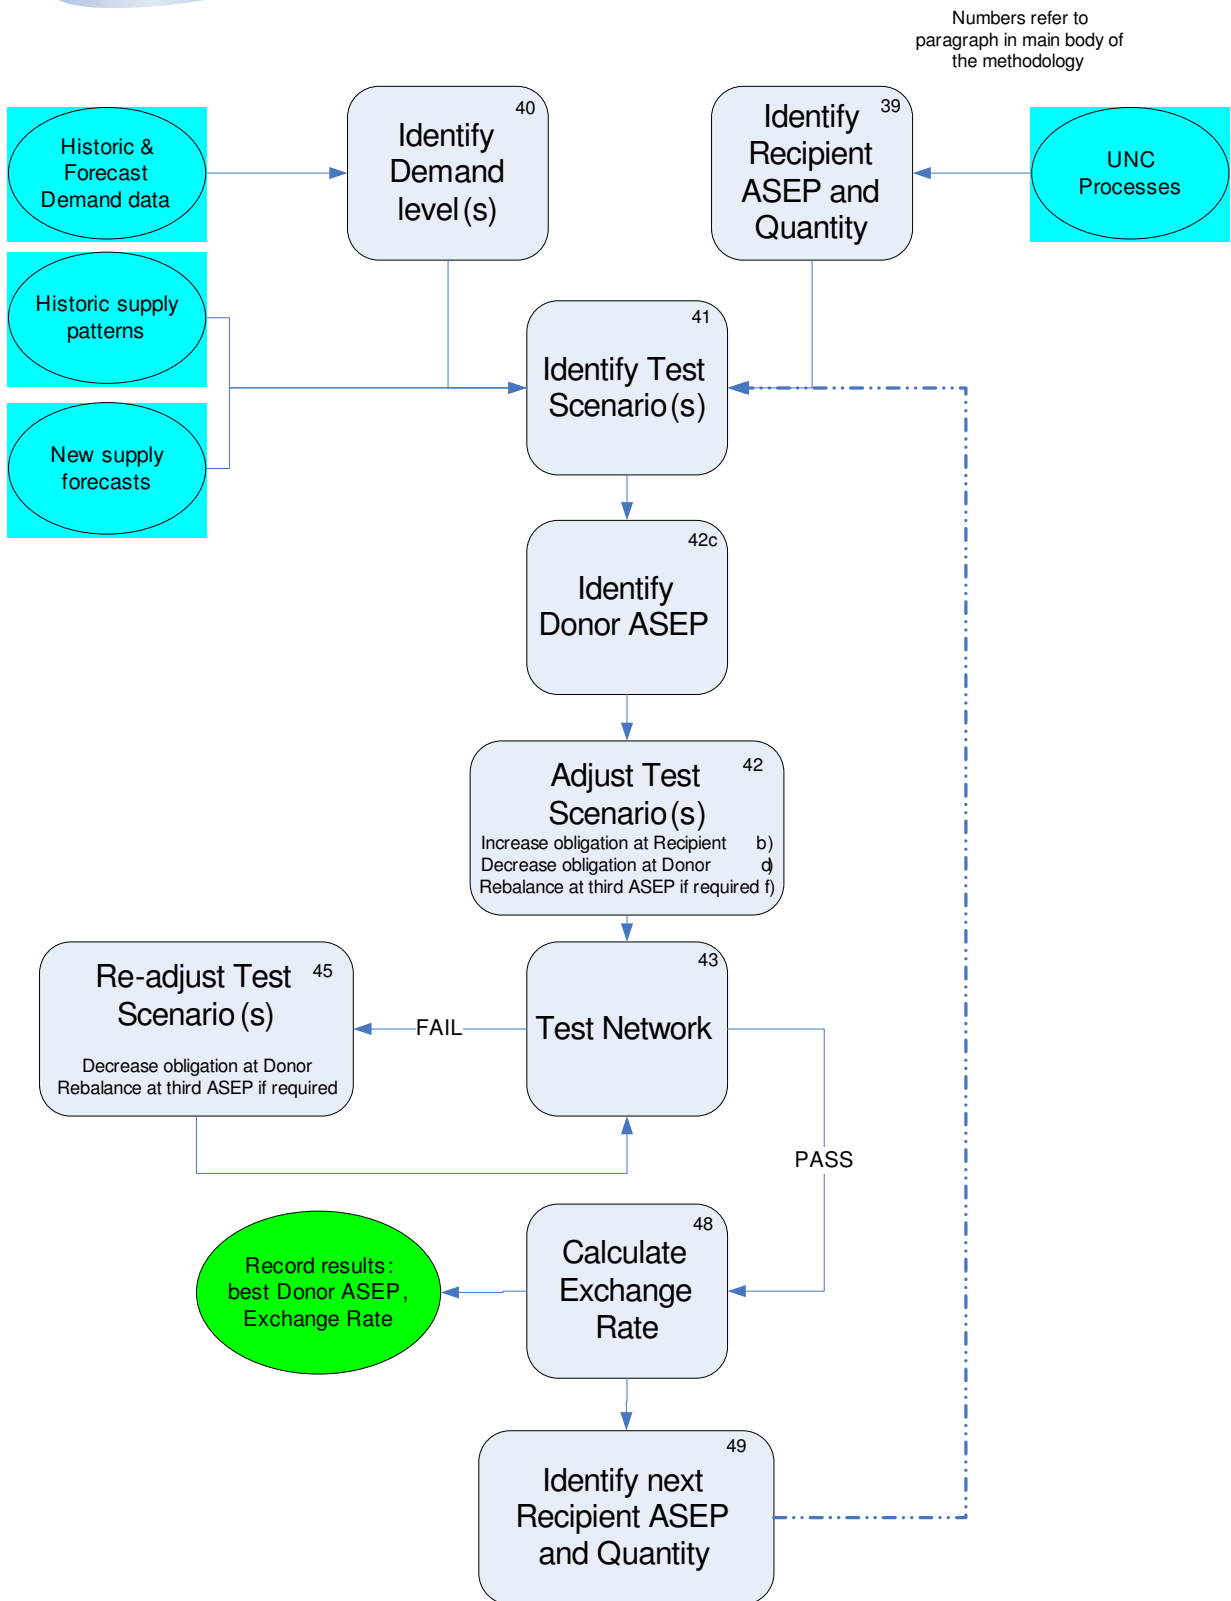 Numbers refer to
paragraph in main body of
the methodology
40
Identify
Demand
level(s)
39
Identify
Recipient
ASEP and
Quantity
Historic &
Forecast
Demand data
UNC
Processes
Historic supply
patterns
New supply
forecasts
41
Identify Test
Scenario(s)
42c
Identify
Donor ASEP
42
Adjust Test
Scenario(s)
Increase obligation at Recipient b)
Decrease obligation at Donor d)
Rebalance at third ASEP if required f)
45
Re-adjust Test
Scenario(s)
Decrease obligation at Donor
Rebalance at third ASEP if required
FAIL
43
Test Network
PASS
48
Calculate
Exchange
Rate
Record results:
best Donor ASEP,
Exchange Rate
49
Identify next
Recipient ASEP
and Quantity